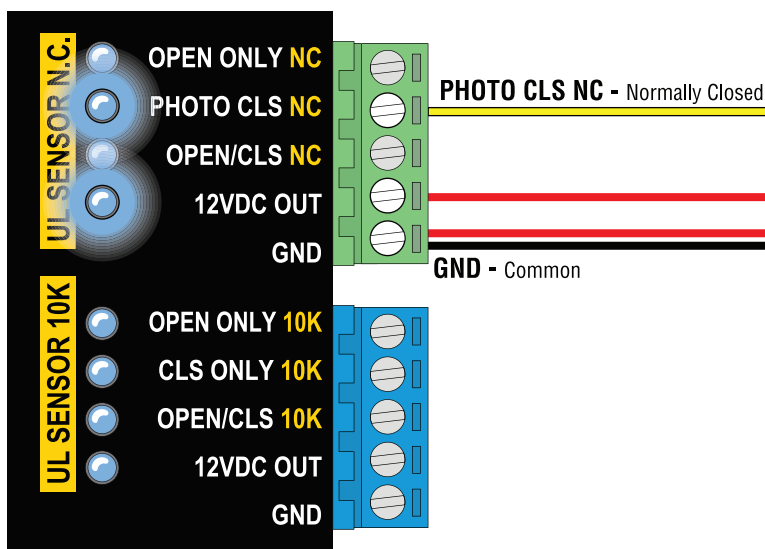 UL SENSOR N.C.
OPEN ONLY NC
PHOTO CLS NC
OPEN/CLS NC
12VDC OUT
GND
PHOTO CLS NC - Normally Closed
GND - Common
UL SENSOR 10K
OPEN ONLY 10K
CLS ONLY 10K
OPEN/CLS 10K
12VDC OUT
GND